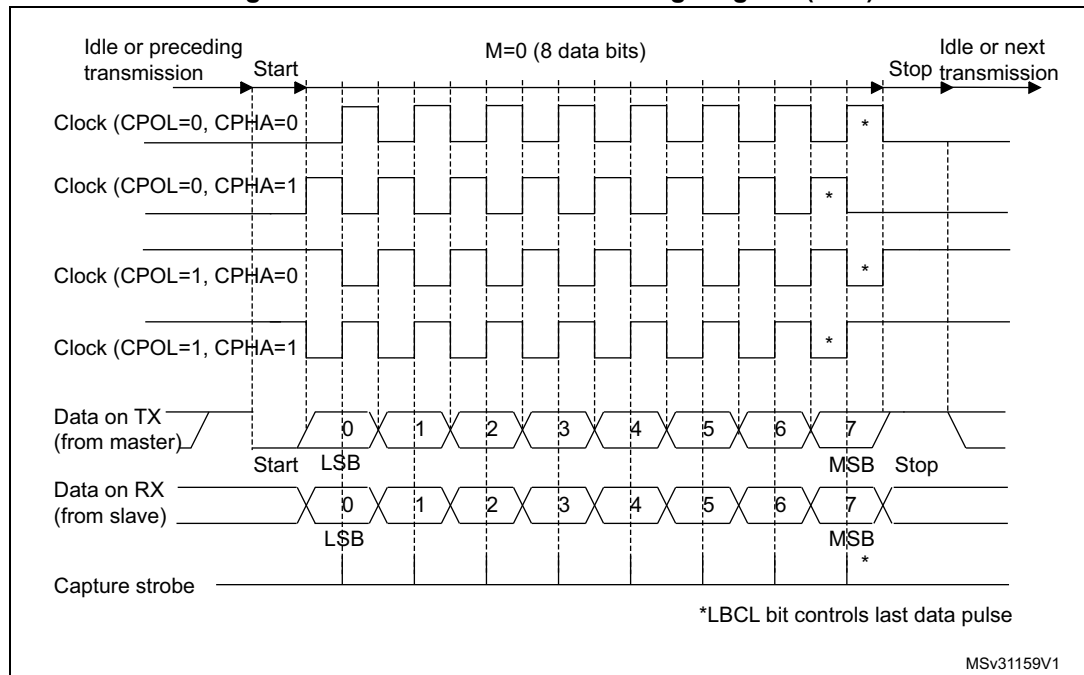 Idle or preceding
transmission
Start
M=0 (8 data bits)
Stop
Idle or next
transmission
Clock (CPOL=0, CPHA=0
*
Clock (CPOL=0, CPHA=1
*
Clock (CPOL=1, CPHA=0
*
Clock (CPOL=1, CPHA=1
*
Data on TX
(from master)
0 1 2 3 4 5 6 7
Start LSB MSB Stop
Data on RX
(from slave)
0 1 2 3 4 5 6 7
LSB MSB
*
Capture strobe
*LBCL bit controls last data pulse
MSv31159V1